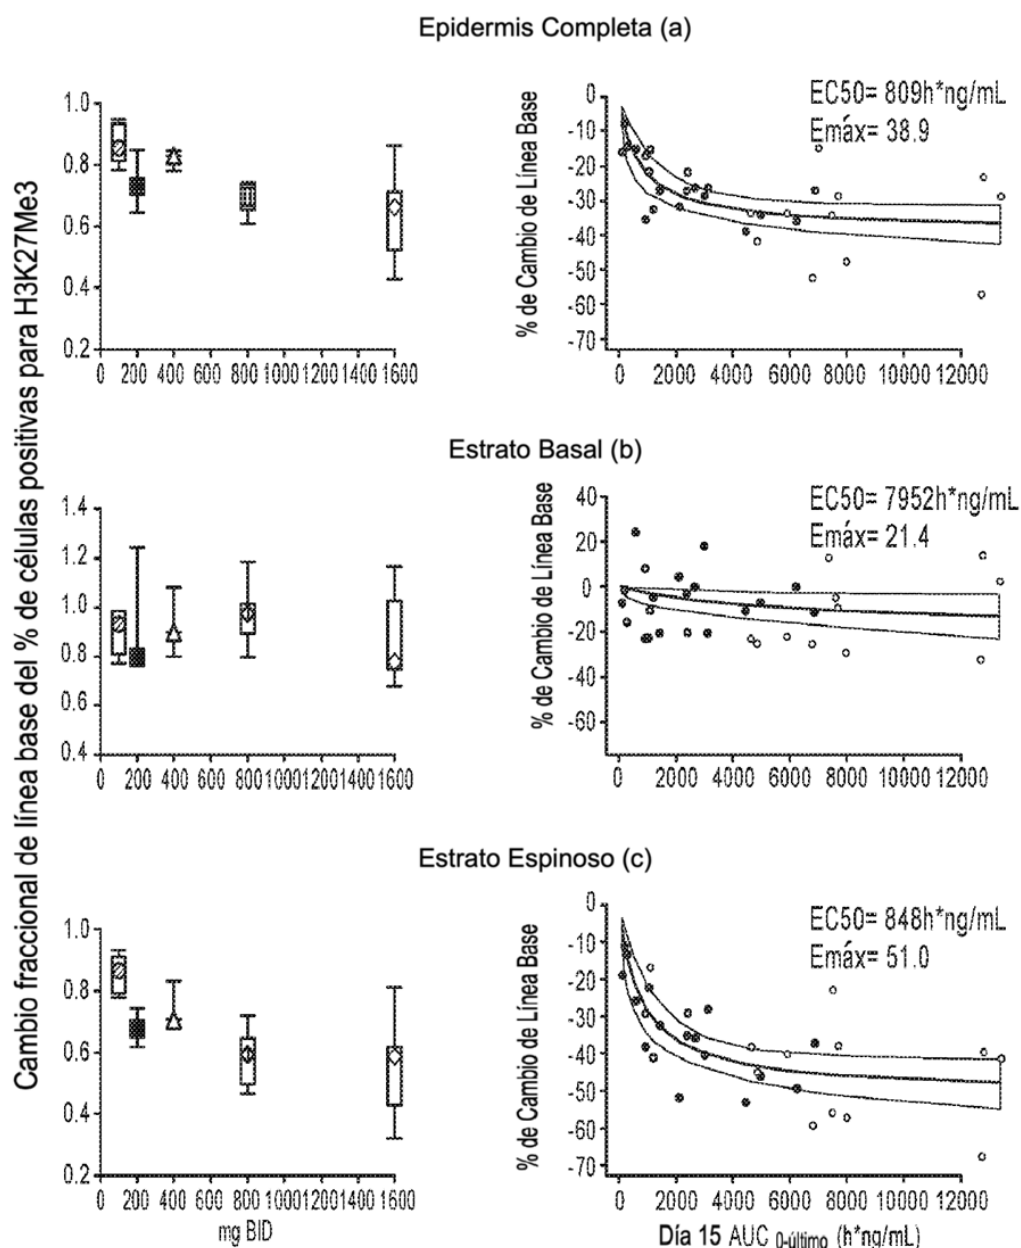 Epidermis Completa (a)
Cambio fraccional de línea base del % de células positivas para H3K27Me3
1.0
0.8
0.6
0.4
0.2
0 200 400 600 800 1000 1200 1400 1600
% de Cambio de Línea Base
0
-10
-20
-30
-40
-50
-60
-70
EC50= 809h*ng/mL
Emáx= 38.9
0 2000 4000 6000 8000 10000 12000
Estrato Basal (b)
1.4
1.2
1.0
0.8
0.6
0.4
0 200 400 600 800 1000 1200 1400 1600
% de Cambio de Línea Base
40
20
0
-20
-40
-60
EC50= 7952h*ng/mL
Emáx= 21.4
0 2000 4000 6000 8000 10000 12000
Estrato Espinoso (c)
1.0
0.8
0.6
0.4
0.2
0 200 400 600 800 1000 1200 1400 1600
mg BID
% de Cambio de Línea Base
0
-10
-20
-30
-40
-50
-60
-70
EC50= 848h*ng/mL
Emáx= 51.0
0 2000 4000 6000 8000 10000 12000
Día 15 AUC 0-último (h*ng/mL)